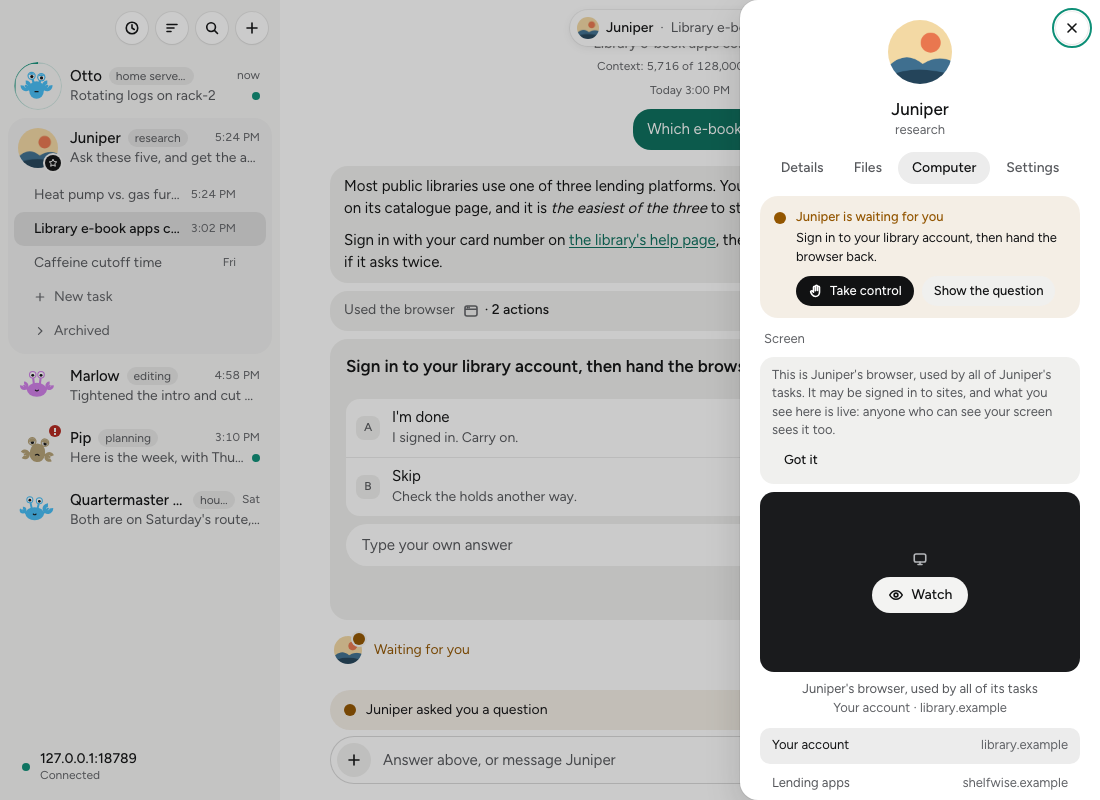 Otto home serve... now
Rotating logs on rack-2
Juniper research 5:24 PM
Ask these five, and get the a...
Heat pump vs. gas fur... 5:24 PM
Library e-book apps c... 3:02 PM
Caffeine cutoff time Fri
New task
Archived
Marlow editing 4:58 PM
Tightened the intro and cut ...
Pip planning 3:10 PM
Here is the week, with Thu...
Quartermaster ... hou... Sat
Both are on Saturday's route,...
127.0.0.1:18789
Connected
Juniper · Library e-b
Context: 5,716 of 128,000
Today 3:00 PM
Which e-book
Most public libraries use one of three lending platforms. You
on its catalogue page, and it is the easiest of the three to st
Sign in with your card number on the library's help page, the
if it asks twice.
Used the browser · 2 actions
Sign in to your library account, then hand the brows
A I'm done
I signed in. Carry on.
B Skip
Check the holds another way.
Type your own answer
Waiting for you
Juniper asked you a question
Answer above, or message Juniper
Juniper
research
Details Files Computer Settings
Juniper is waiting for you
Sign in to your library account, then hand the
browser back.
Take control Show the question
Screen
This is Juniper's browser, used by all of Juniper's
tasks. It may be signed in to sites, and what you
see here is live: anyone who can see your screen
sees it too.
Got it
Watch
Juniper's browser, used by all of its tasks
Your account · library.example
Your account library.example
Lending apps shelfwise.example